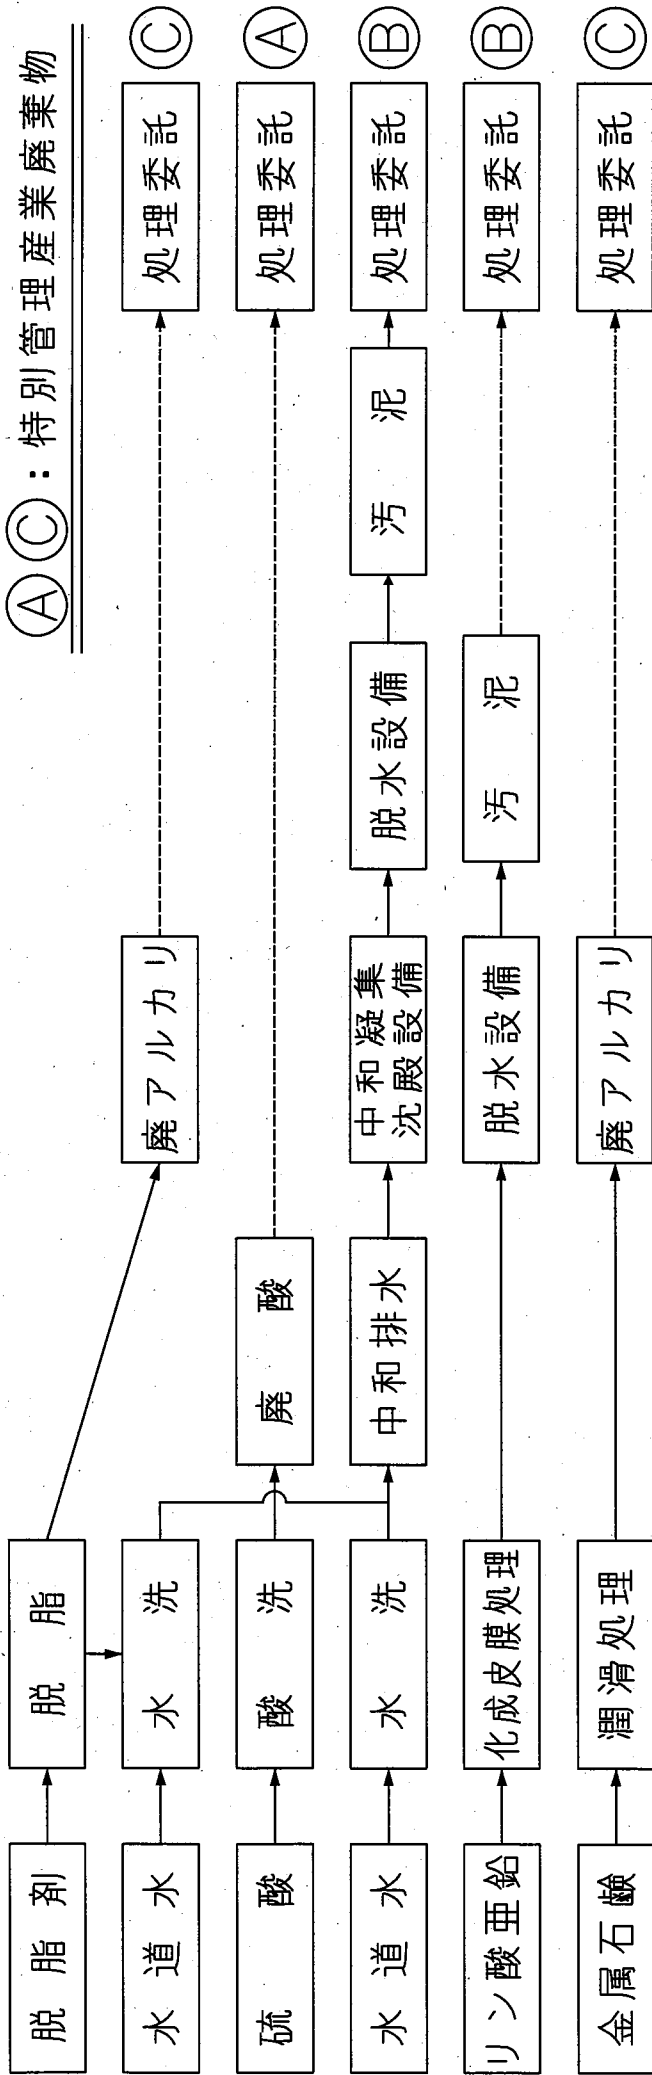 ⒶⒸ：特別管理産業廃棄物
脱脂剤
脱脂
廃アルカリ
処理委託
Ⓒ
水道水
水洗
硫酸
酸洗
廃酸
処理委託
Ⓐ
水道水
水洗
中和排水
中和凝集
沈殿設備
脱水設備
汚泥
処理委託
Ⓑ
リン酸亜鉛
化成皮膜処理
脱水設備
汚泥
処理委託
Ⓑ
金属石鹸
潤滑処理
廃アルカリ
処理委託
Ⓒ